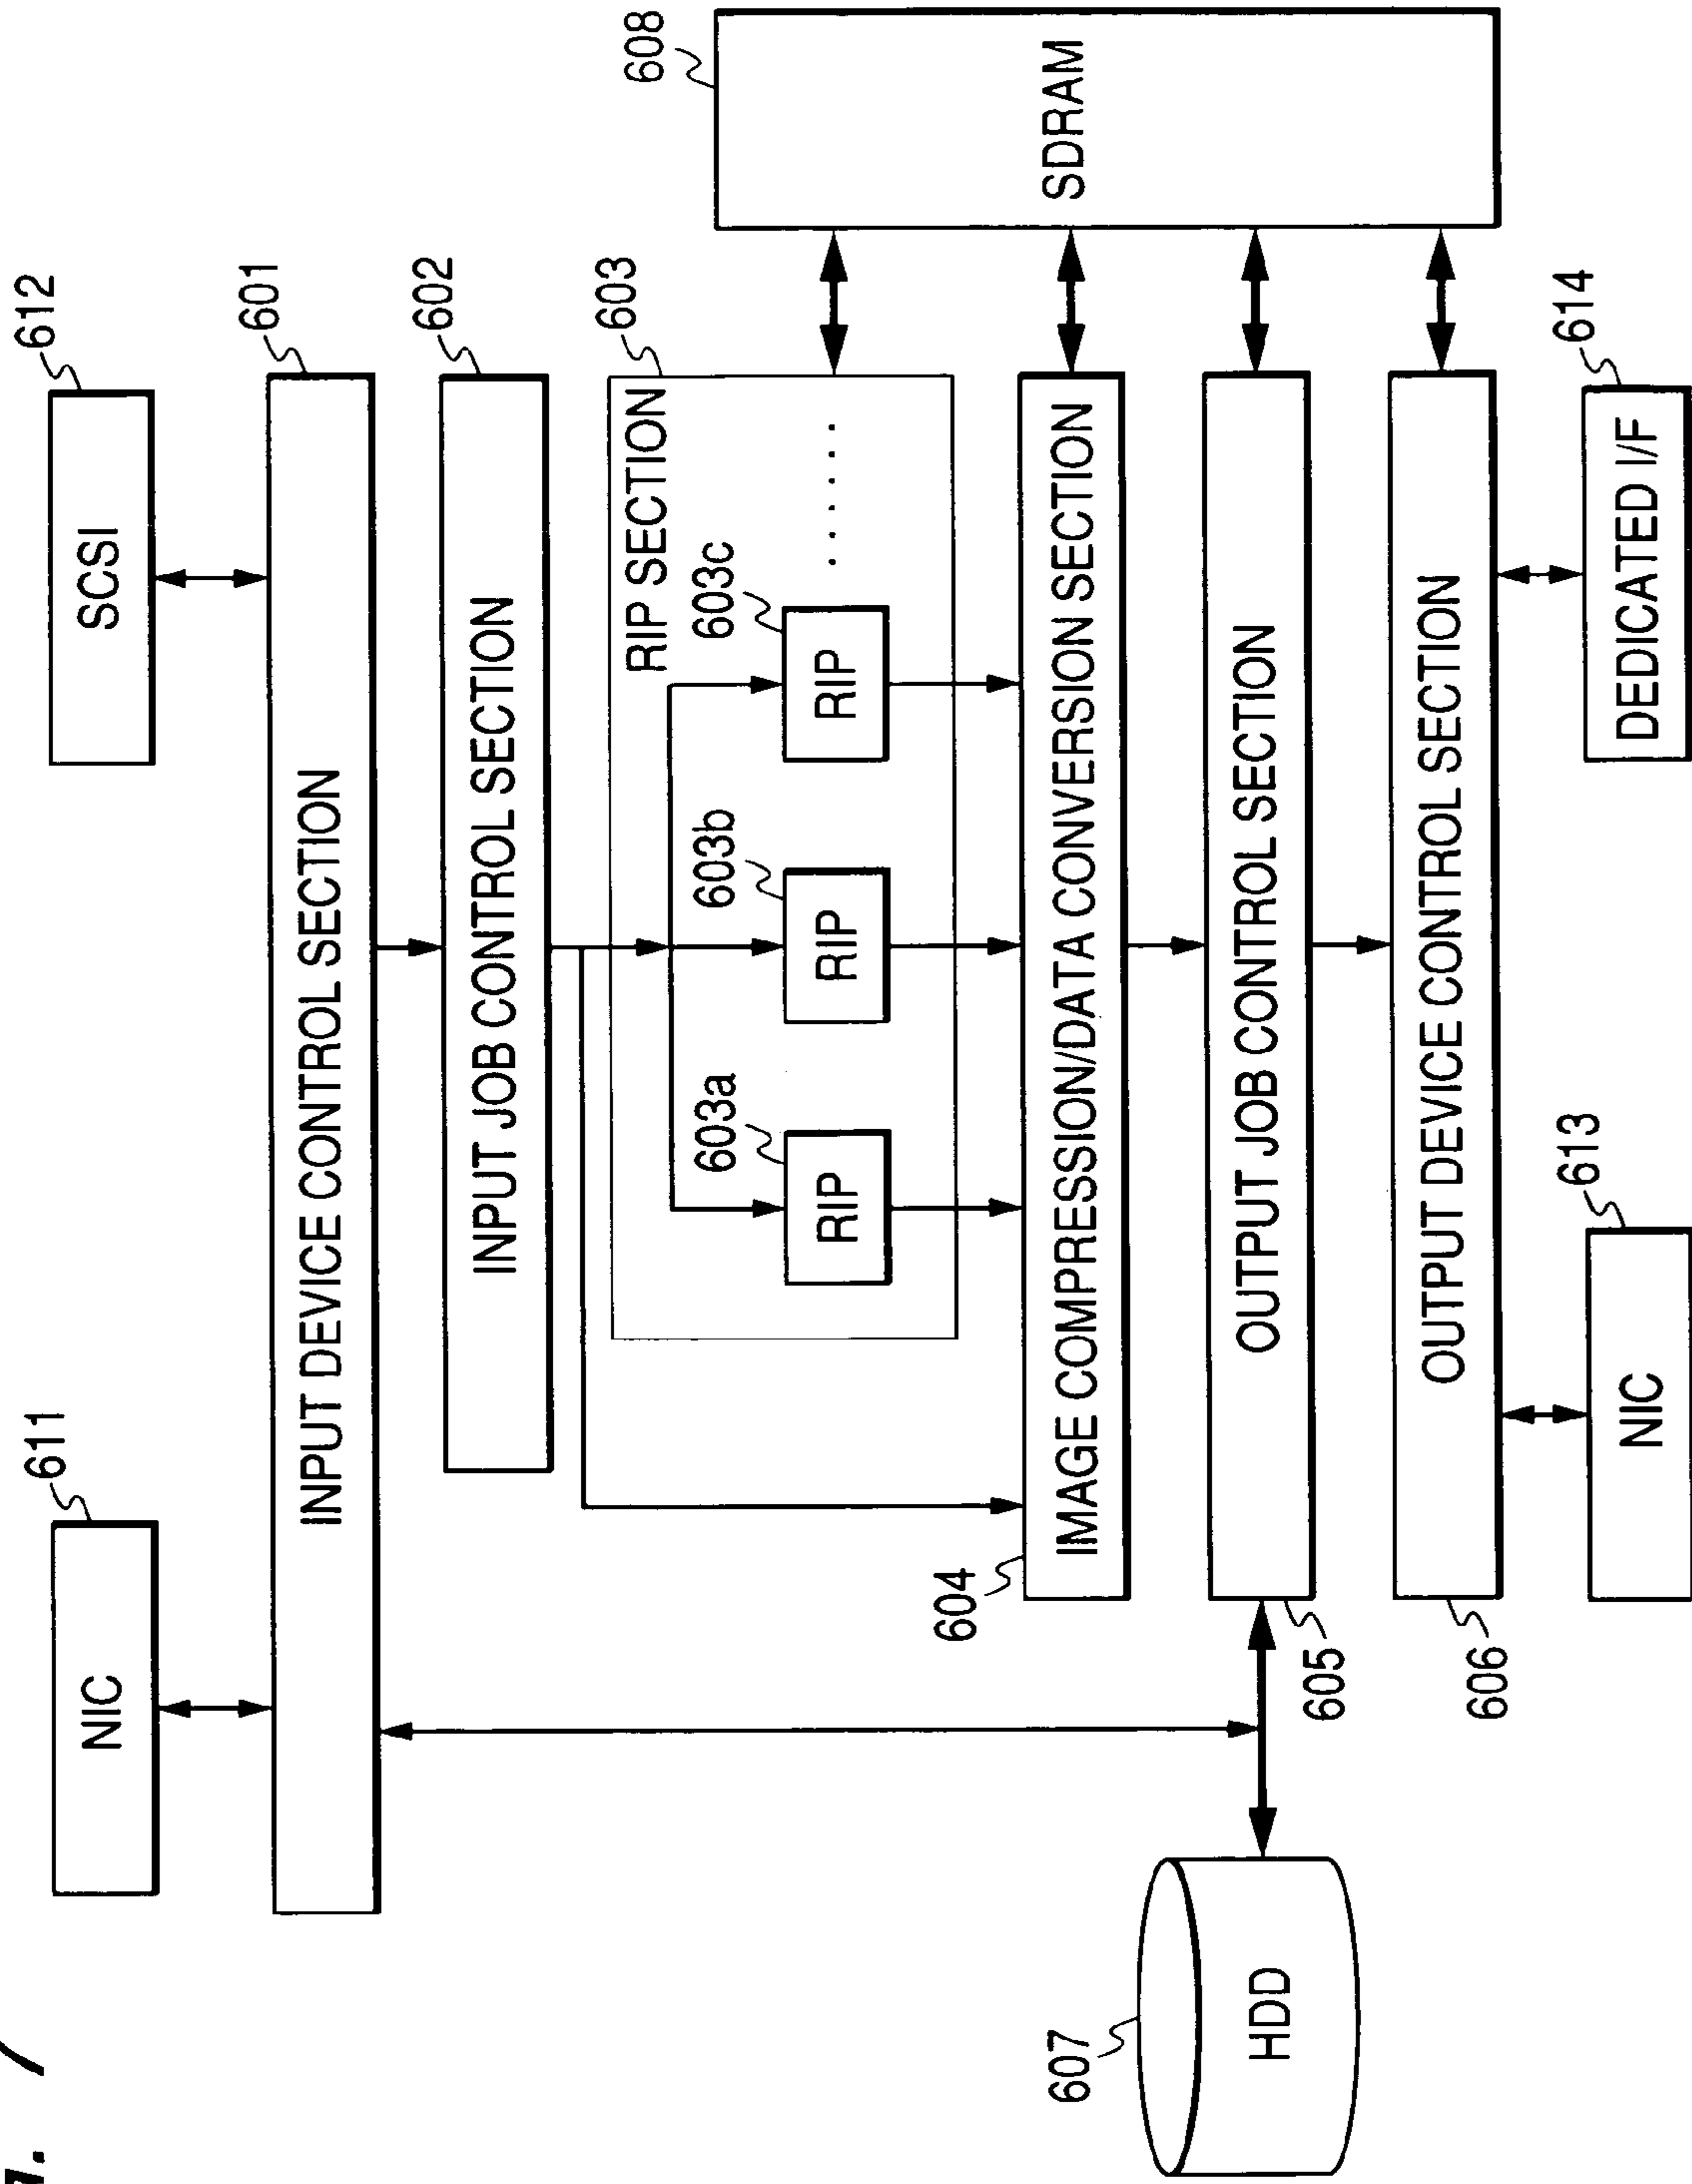 611
612
NIC
SCSI
601
INPUT DEVICE CONTROL SECTION
602
INPUT JOB CONTROL SECTION
603
608
RIP SECTION
603a
603b
603c
RIP
RIP
RIP
......
SDRAM
604
IMAGE COMPRESSION/DATA CONVERSION SECTION
607
HDD
OUTPUT JOB CONTROL SECTION
605
OUTPUT DEVICE CONTROL SECTION
606
613
614
NIC
DEDICATED I/F